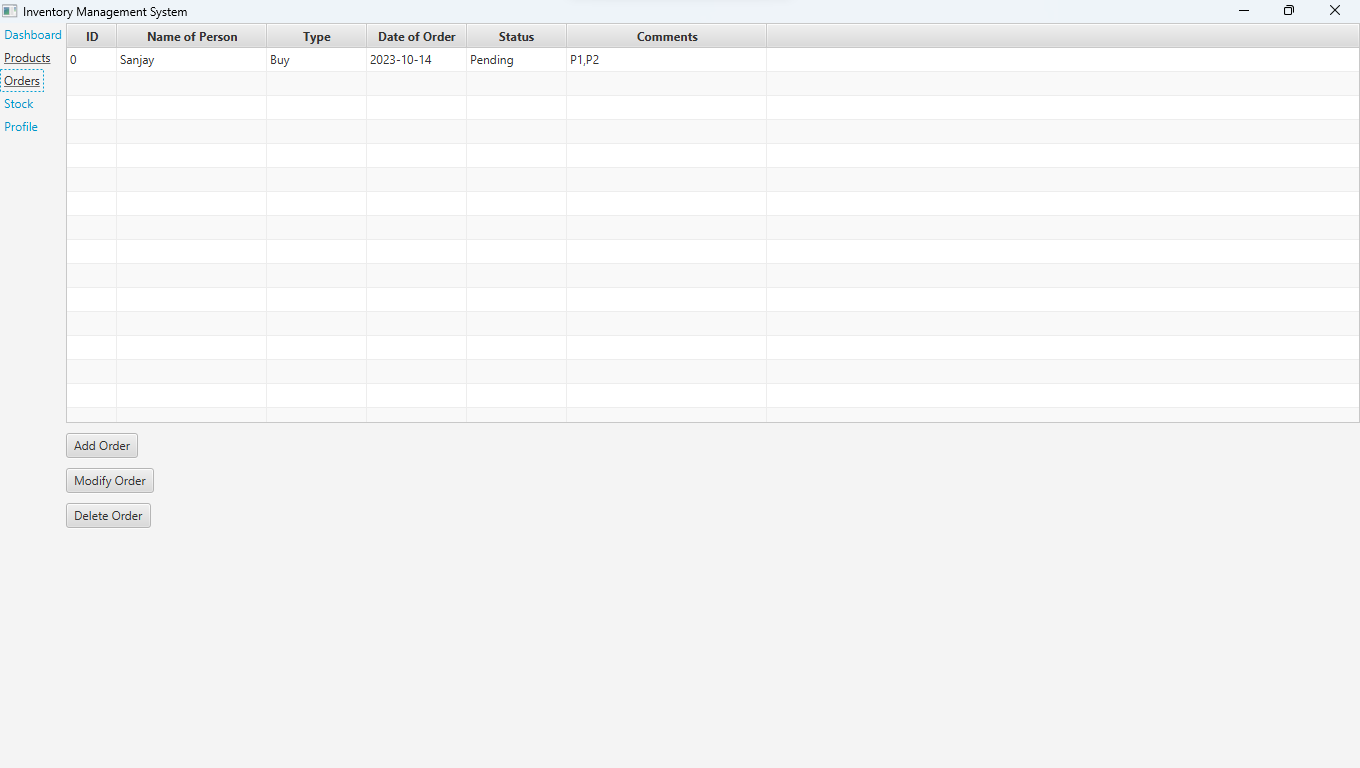 Inventory Management System
Dashboard
Products
Orders
Stock
Profile
ID Name of Person Type Date of Order Status Comments
0 Sanjay Buy 2023-10-14 Pending P1,P2
Add Order
Modify Order
Delete Order